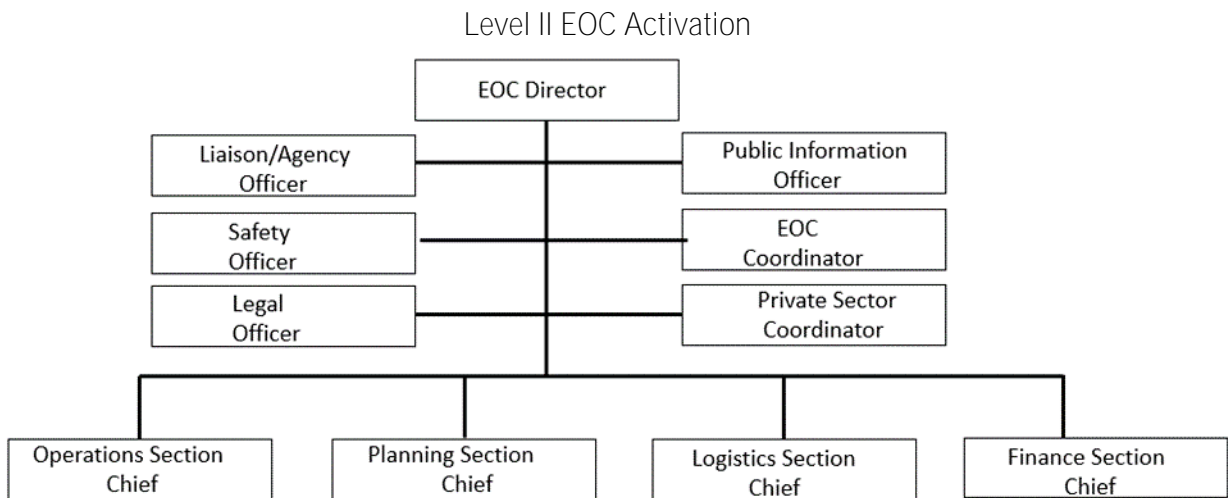 Level II EOC Activation
EOC Director
Liaison/Agency
Officer
Public Information
Officer
Safety
Officer
EOC
Coordinator
Legal
Officer
Private Sector
Coordinator
Operations Section
Chief
Planning Section
Chief
Logistics Section
Chief
Finance Section
Chief